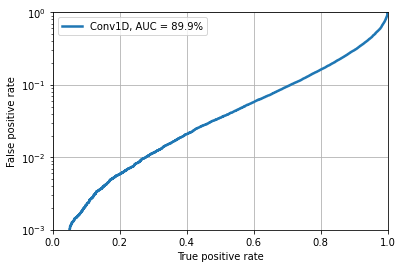 Conv1D, AUC = 89.9%
10⁰
10⁻¹
10⁻²
10⁻³
False positive rate
0.0 0.2 0.4 0.6 0.8 1.0
True positive rate